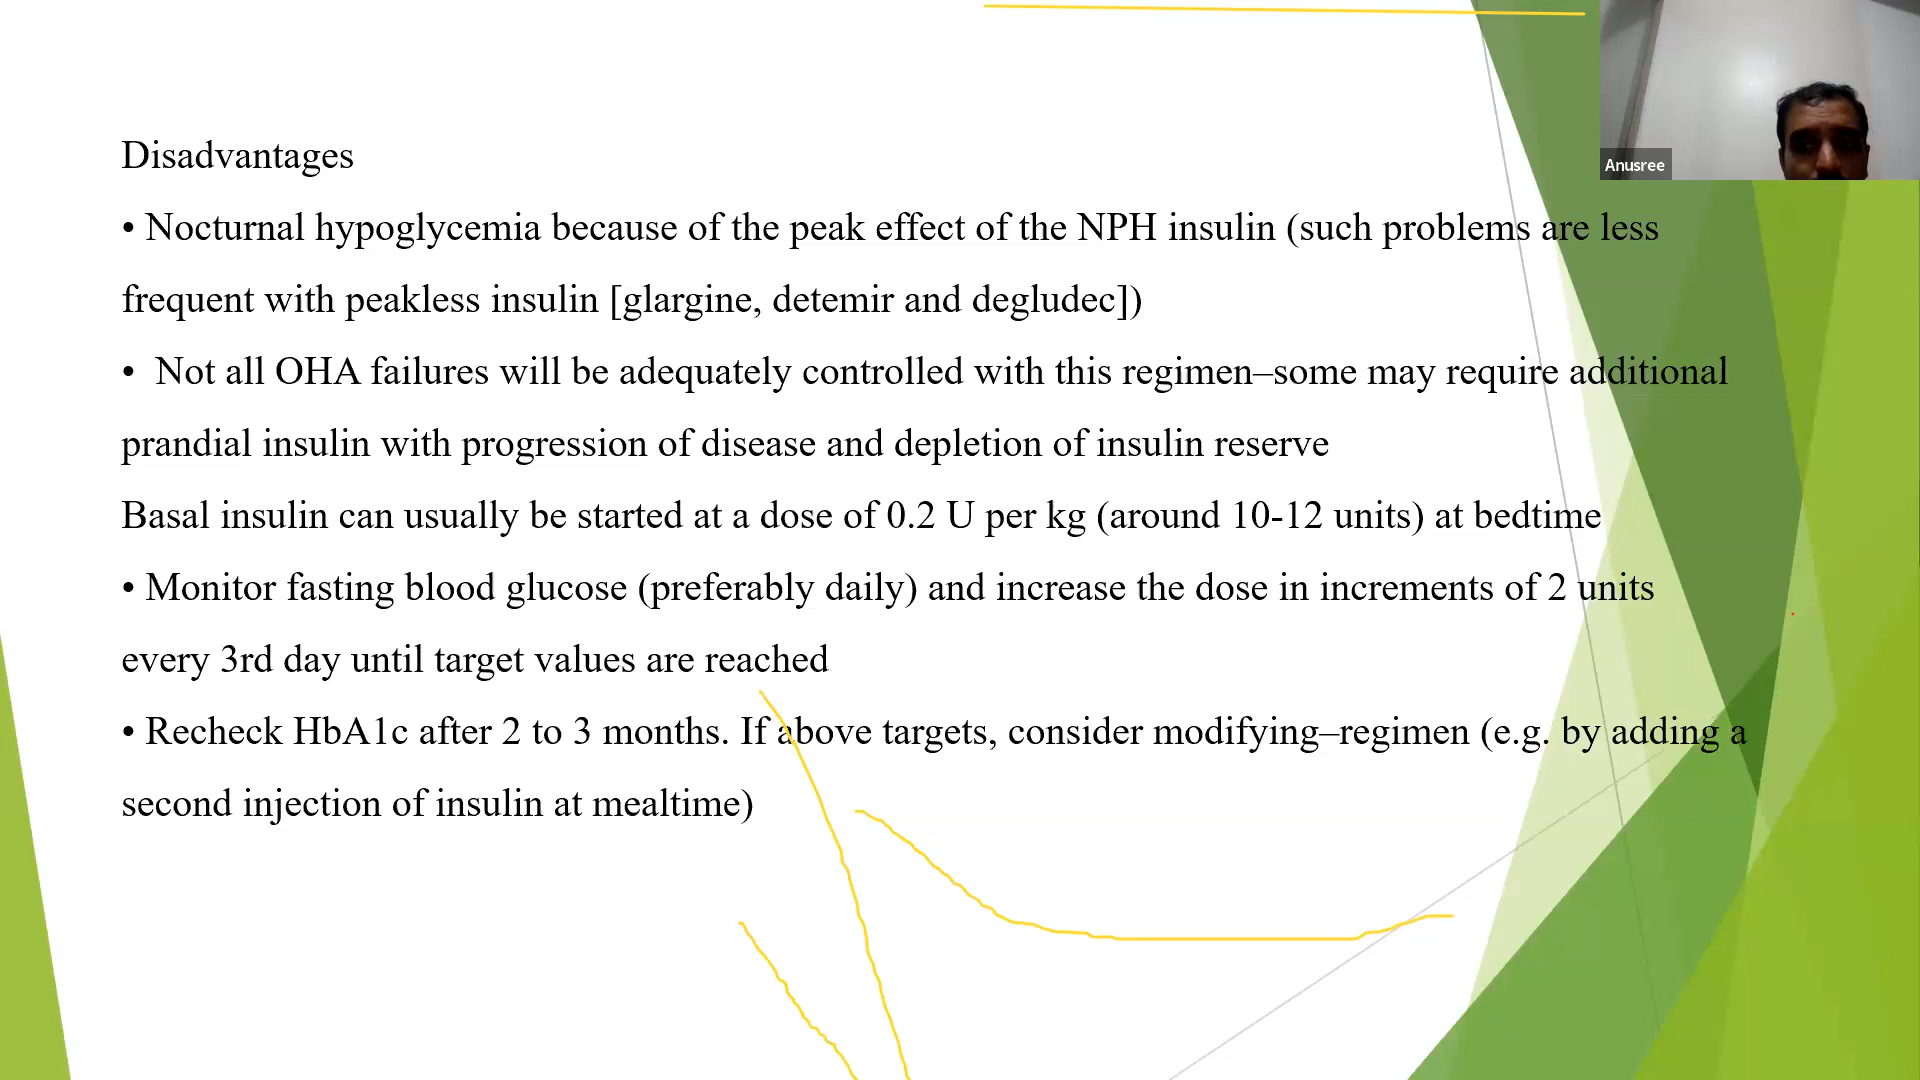 Anusree
Disadvantages
• Nocturnal hypoglycemia because of the peak effect of the NPH insulin (such problems are less
frequent with peakless insulin [glargine, detemir and degludec])
• Not all OHA failures will be adequately controlled with this regimen–some may require additional
prandial insulin with progression of disease and depletion of insulin reserve
Basal insulin can usually be started at a dose of 0.2 U per kg (around 10-12 units) at bedtime
• Monitor fasting blood glucose (preferably daily) and increase the dose in increments of 2 units
every 3rd day until target values are reached
• Recheck HbA1c after 2 to 3 months. If above targets, consider modifying–regimen (e.g. by adding a
second injection of insulin at mealtime)